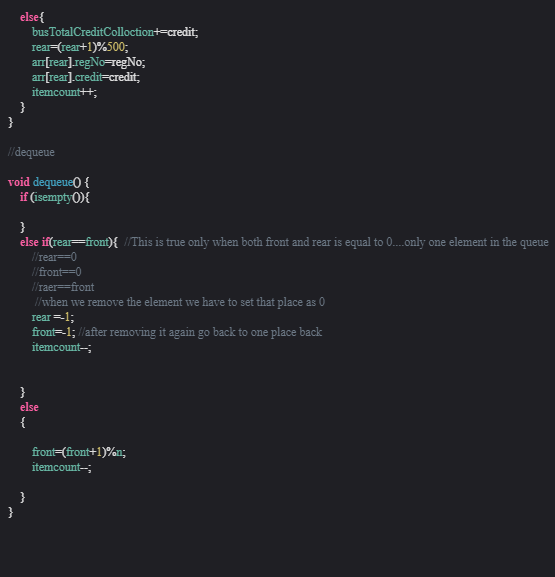 else{
busTotalCreditColloction+=credit;
rear=(rear+1)%500;
arr[rear].regNo=regNo;
arr[rear].credit=credit;
itemcount++;
}
}
//dequeue
void dequeue() {
if (isempty()){
}
else if(rear==front){ //This is true only when both front and rear is equal to 0....only one element in the queue
//rear==0
//front==0
//raer==front
//when we remove the element we have to set that place as 0
rear =-1;
front=-1; //after removing it again go back to one place back
itemcount--;
}
else
{
front=(front+1)%n;
itemcount--;
}
}